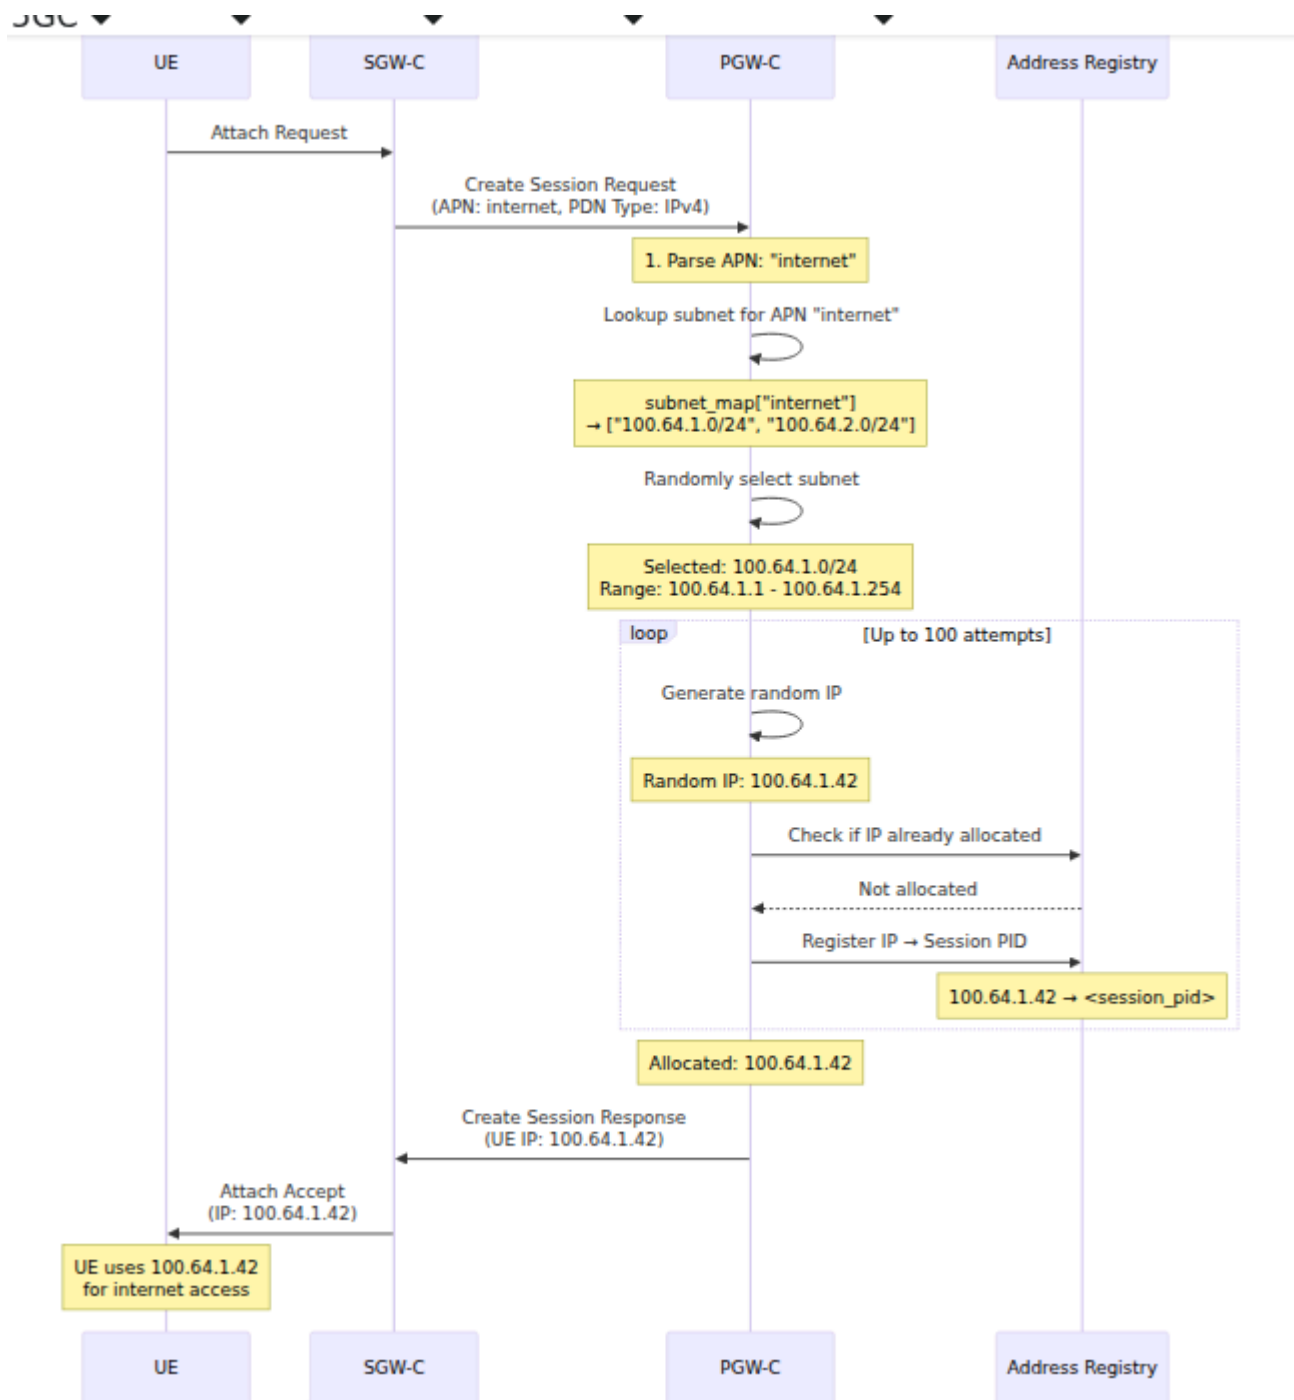 UE
SGW-C
PGW-C
Address Registry
Attach Request
Create Session Request
(APN: internet, PDN Type: IPv4)
1. Parse APN: "internet"
Lookup subnet for APN "internet"
subnet_map["internet"]
→ ["100.64.1.0/24", "100.64.2.0/24"]
Randomly select subnet
Selected: 100.64.1.0/24
Range: 100.64.1.1 - 100.64.1.254
loop
[Up to 100 attempts]
Generate random IP
Random IP: 100.64.1.42
Check if IP already allocated
Not allocated
Register IP → Session PID
100.64.1.42 → <session_pid>
Allocated: 100.64.1.42
Create Session Response
(UE IP: 100.64.1.42)
Attach Accept
(IP: 100.64.1.42)
UE uses 100.64.1.42
for internet access
UE
SGW-C
PGW-C
Address Registry